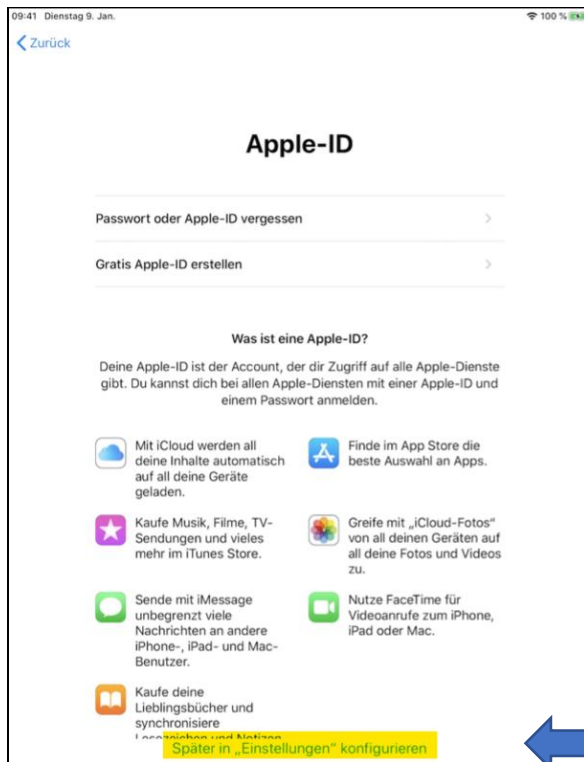 09:41 Dienstag 9. Jan.
100 %
Zurück
Apple-ID
Passwort oder Apple-ID vergessen
Gratis Apple-ID erstellen
Was ist eine Apple-ID?
Deine Apple-ID ist der Account, der dir Zugriff auf alle Apple-Dienste
gibt. Du kannst dich bei allen Apple-Diensten mit einer Apple-ID und
einem Passwort anmelden.
Mit iCloud werden all
deine Inhalte automatisch
auf all deine Geräte
geladen.
Finde im App Store die
beste Auswahl an Apps.
Kaufe Musik, Filme, TV-
Sendungen und vieles
mehr im iTunes Store.
Greife mit „iCloud-Fotos“
von all deinen Geräten auf
all deine Fotos und Videos
zu.
Sende mit iMessage
unbegrenzt viele
Nachrichten an andere
iPhone-, iPad- und Mac-
Benutzer.
Nutze FaceTime für
Videoanrufe zum iPhone,
iPad oder Mac.
Kaufe deine
Lieblingsbücher und
synchronisiere
Später in „Einstellungen“ konfigurieren